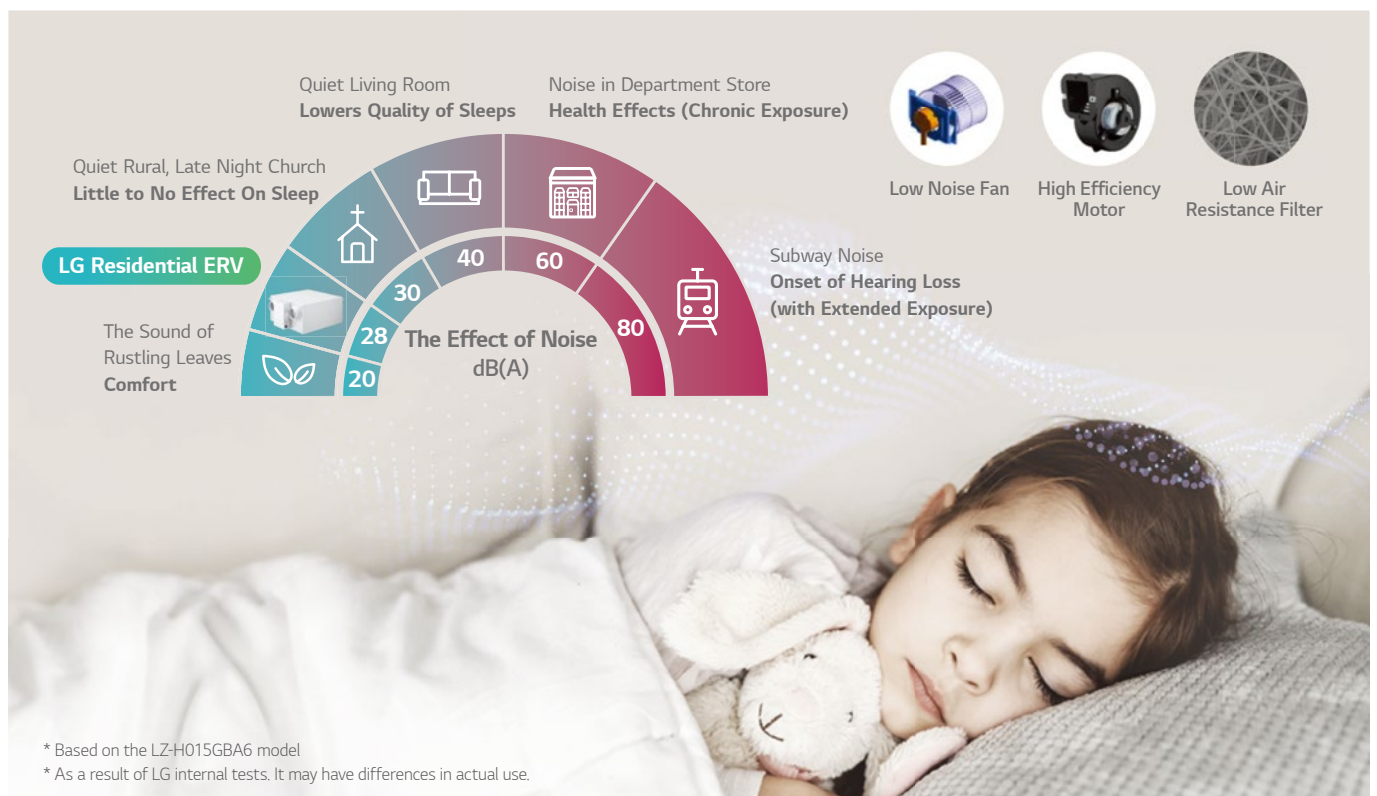 Quiet Living Room
Lowers Quality of Sleeps
Noise in Department Store
Health Effects (Chronic Exposure)
Quiet Rural, Late Night Church
Little to No Effect On Sleep
LG Residential ERV
The Sound of
Rustling Leaves
Comfort
20
28
30
40
60
80
The Effect of Noise
dB(A)
Subway Noise
Onset of Hearing Loss
(with Extended Exposure)
Low Noise Fan
High Efficiency
Motor
Low Air
Resistance Filter
* Based on the LZ-H015GBA6 model
* As a result of LG internal tests. It may have differences in actual use.